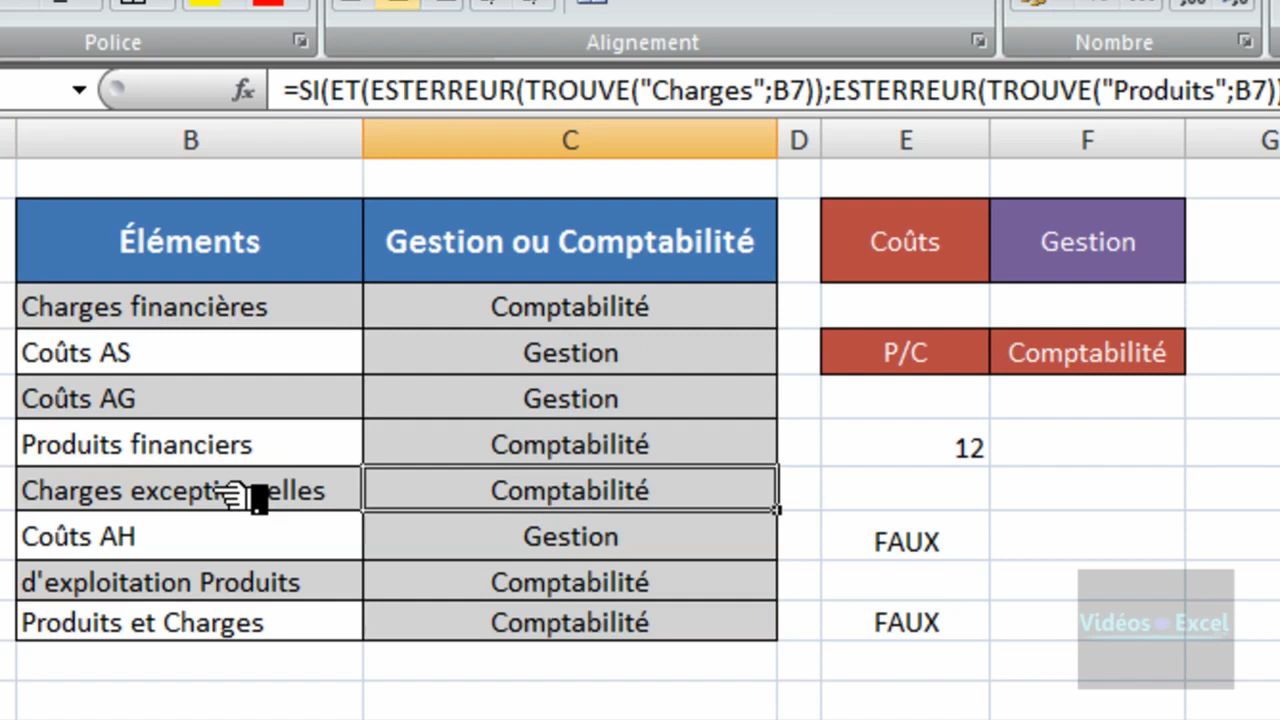 Police Alignement Nombre
fx =SI(ET(ESTERREUR(TROUVE("Charges";B7));ESTERREUR(TROUVE("Produits";B7))
B C D E F G
Éléments Gestion ou Comptabilité Coûts Gestion
Charges financières Comptabilité
Coûts AS Gestion P/C Comptabilité
Coûts AG Gestion
Produits financiers Comptabilité 12
Charges exceptionnelles Comptabilité
Coûts AH Gestion FAUX
d'exploitation Produits Comptabilité
Produits et Charges Comptabilité FAUX
Vidéos Excel